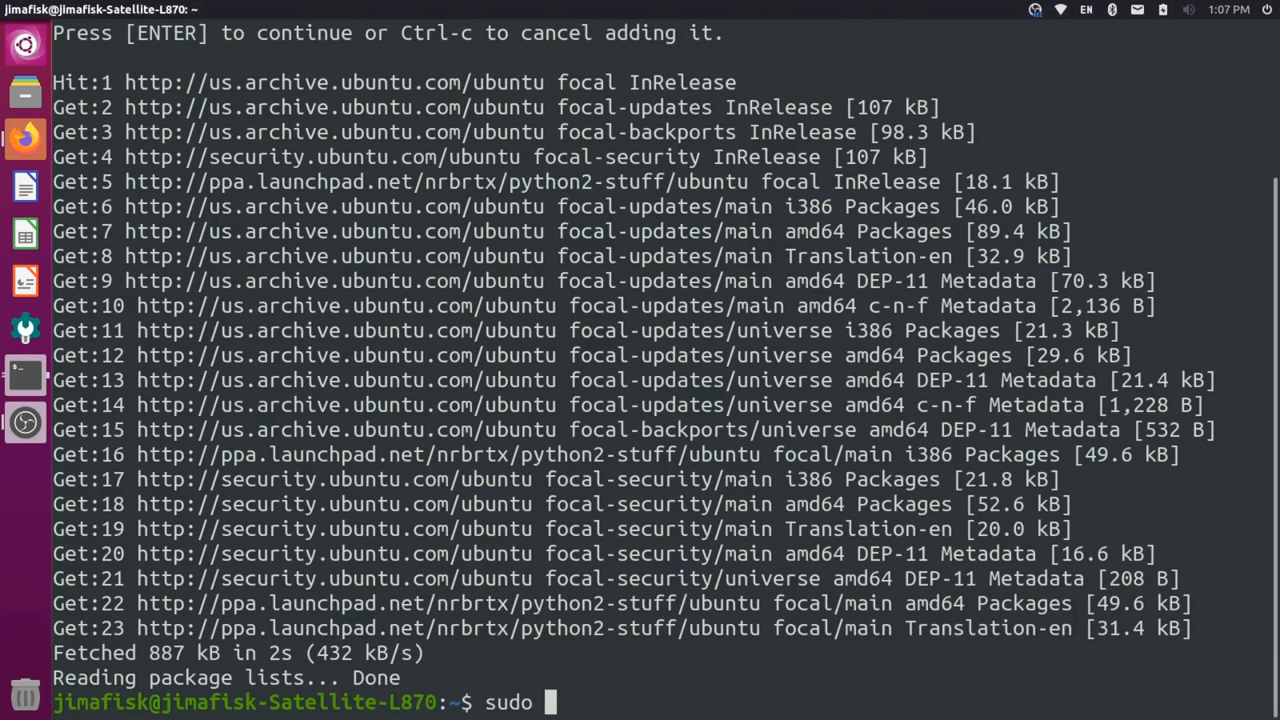 jimafisk@jimafisk-Satellite-L870: ~ EN 1:07 PM
Press [ENTER] to continue or Ctrl-c to cancel adding it.
Hit:1 http://us.archive.ubuntu.com/ubuntu focal InRelease
Get:2 http://us.archive.ubuntu.com/ubuntu focal-updates InRelease [107 kB]
Get:3 http://us.archive.ubuntu.com/ubuntu focal-backports InRelease [98.3 kB]
Get:4 http://security.ubuntu.com/ubuntu focal-security InRelease [107 kB]
Get:5 http://ppa.launchpad.net/nrbrtx/python2-stuff/ubuntu focal InRelease [18.1 kB]
Get:6 http://us.archive.ubuntu.com/ubuntu focal-updates/main i386 Packages [46.0 kB]
Get:7 http://us.archive.ubuntu.com/ubuntu focal-updates/main amd64 Packages [89.4 kB]
Get:8 http://us.archive.ubuntu.com/ubuntu focal-updates/main Translation-en [32.9 kB]
Get:9 http://us.archive.ubuntu.com/ubuntu focal-updates/main amd64 DEP-11 Metadata [70.3 kB]
Get:10 http://us.archive.ubuntu.com/ubuntu focal-updates/main amd64 c-n-f Metadata [2,136 B]
Get:11 http://us.archive.ubuntu.com/ubuntu focal-updates/universe i386 Packages [21.3 kB]
Get:12 http://us.archive.ubuntu.com/ubuntu focal-updates/universe amd64 Packages [29.6 kB]
Get:13 http://us.archive.ubuntu.com/ubuntu focal-updates/universe amd64 DEP-11 Metadata [21.4 kB]
Get:14 http://us.archive.ubuntu.com/ubuntu focal-updates/universe amd64 c-n-f Metadata [1,228 B]
Get:15 http://us.archive.ubuntu.com/ubuntu focal-backports/universe amd64 DEP-11 Metadata [532 B]
Get:16 http://ppa.launchpad.net/nrbrtx/python2-stuff/ubuntu focal/main i386 Packages [49.6 kB]
Get:17 http://security.ubuntu.com/ubuntu focal-security/main i386 Packages [21.8 kB]
Get:18 http://security.ubuntu.com/ubuntu focal-security/main amd64 Packages [52.6 kB]
Get:19 http://security.ubuntu.com/ubuntu focal-security/main Translation-en [20.0 kB]
Get:20 http://security.ubuntu.com/ubuntu focal-security/main amd64 DEP-11 Metadata [16.6 kB]
Get:21 http://security.ubuntu.com/ubuntu focal-security/universe amd64 DEP-11 Metadata [208 B]
Get:22 http://ppa.launchpad.net/nrbrtx/python2-stuff/ubuntu focal/main amd64 Packages [49.6 kB]
Get:23 http://ppa.launchpad.net/nrbrtx/python2-stuff/ubuntu focal/main Translation-en [31.4 kB]
Fetched 887 kB in 2s (432 kB/s)
Reading package lists... Done
jimafisk@jimafisk-Satellite-L870:~$ sudo